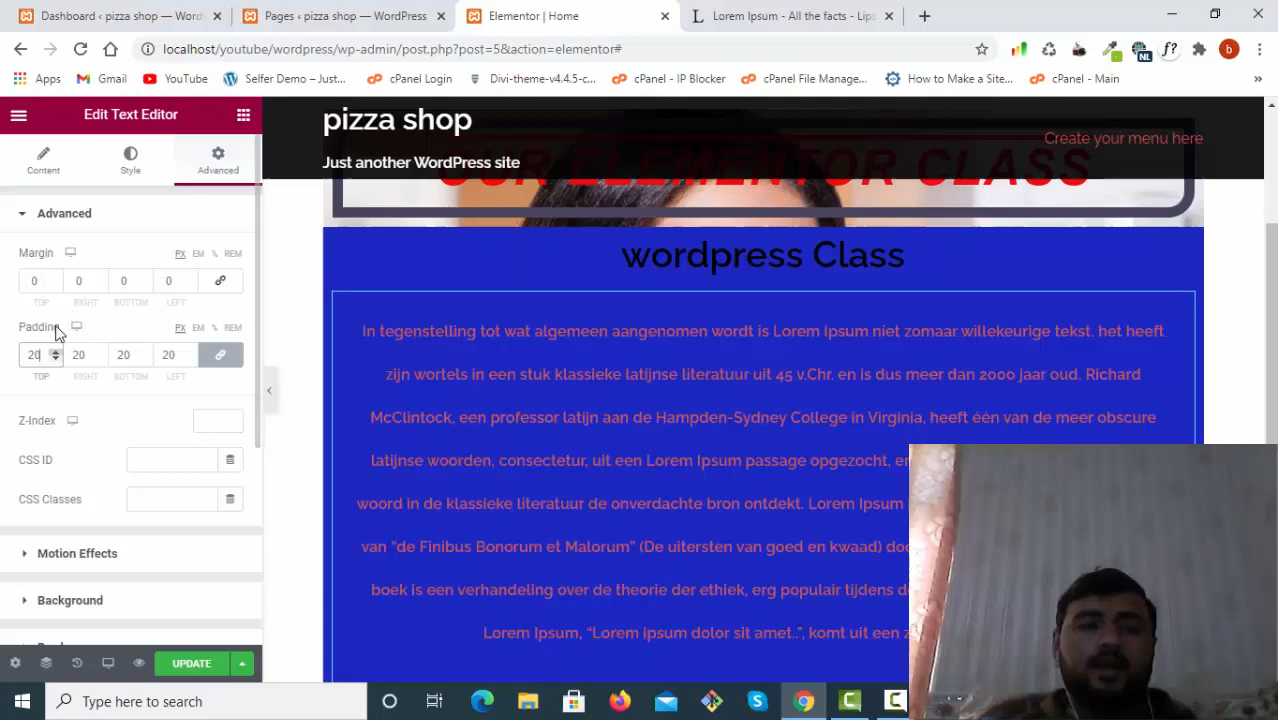 Dashboard ‹ pizza shop — WordP
Pages ‹ pizza shop — WordPress
Elementor | Home
Lorem Ipsum - All the facts - Lips
localhost/youtube/wordpress/wp-admin/post.php?post=5&action=elementor#
Apps
Gmail
YouTube
Selfer Demo – Just...
cPanel Login
Divi-theme-v4.4.5-c...
cPanel - IP Blocker
cPanel File Manage...
How to Make a Site...
cPanel - Main
NL
f?
b
Edit Text Editor
Content
Style
Advanced
Advanced
Margin
PX EM % REM
0 0 0 0
TOP RIGHT BOTTOM LEFT
Padding
PX EM % REM
20 20 20 20
TOP RIGHT BOTTOM LEFT
Z-Index
CSS ID
CSS Classes
Motion Effects
Background
UPDATE
pizza shop
Just another WordPress site
Create your menu here
OUR ELEMENTOR CLASS
wordpress Class
In tegenstelling tot wat algemeen aangenomen wordt is Lorem Ipsum niet zomaar willekeurige tekst. het heeft
zijn wortels in een stuk klassieke latijnse literatuur uit 45 v.Chr. en is dus meer dan 2000 jaar oud. Richard
McClintock, een professor latijn aan de Hampden-Sydney College in Virginia, heeft één van de meer obscure
latijnse woorden, consectetur, uit een Lorem Ipsum passage opgezocht,
woord in de klassieke literatuur de onverdachte bron ontdekt. Lorem
van “de Finibus Bonorum et Malorum” (De uitersten van goed en kwaad)
boek is een verhandeling over de theorie der ethiek, erg populair tijdens
Lorem Ipsum, “Lorem ipsum dolor sit amet..”, komt uit een
Type here to search